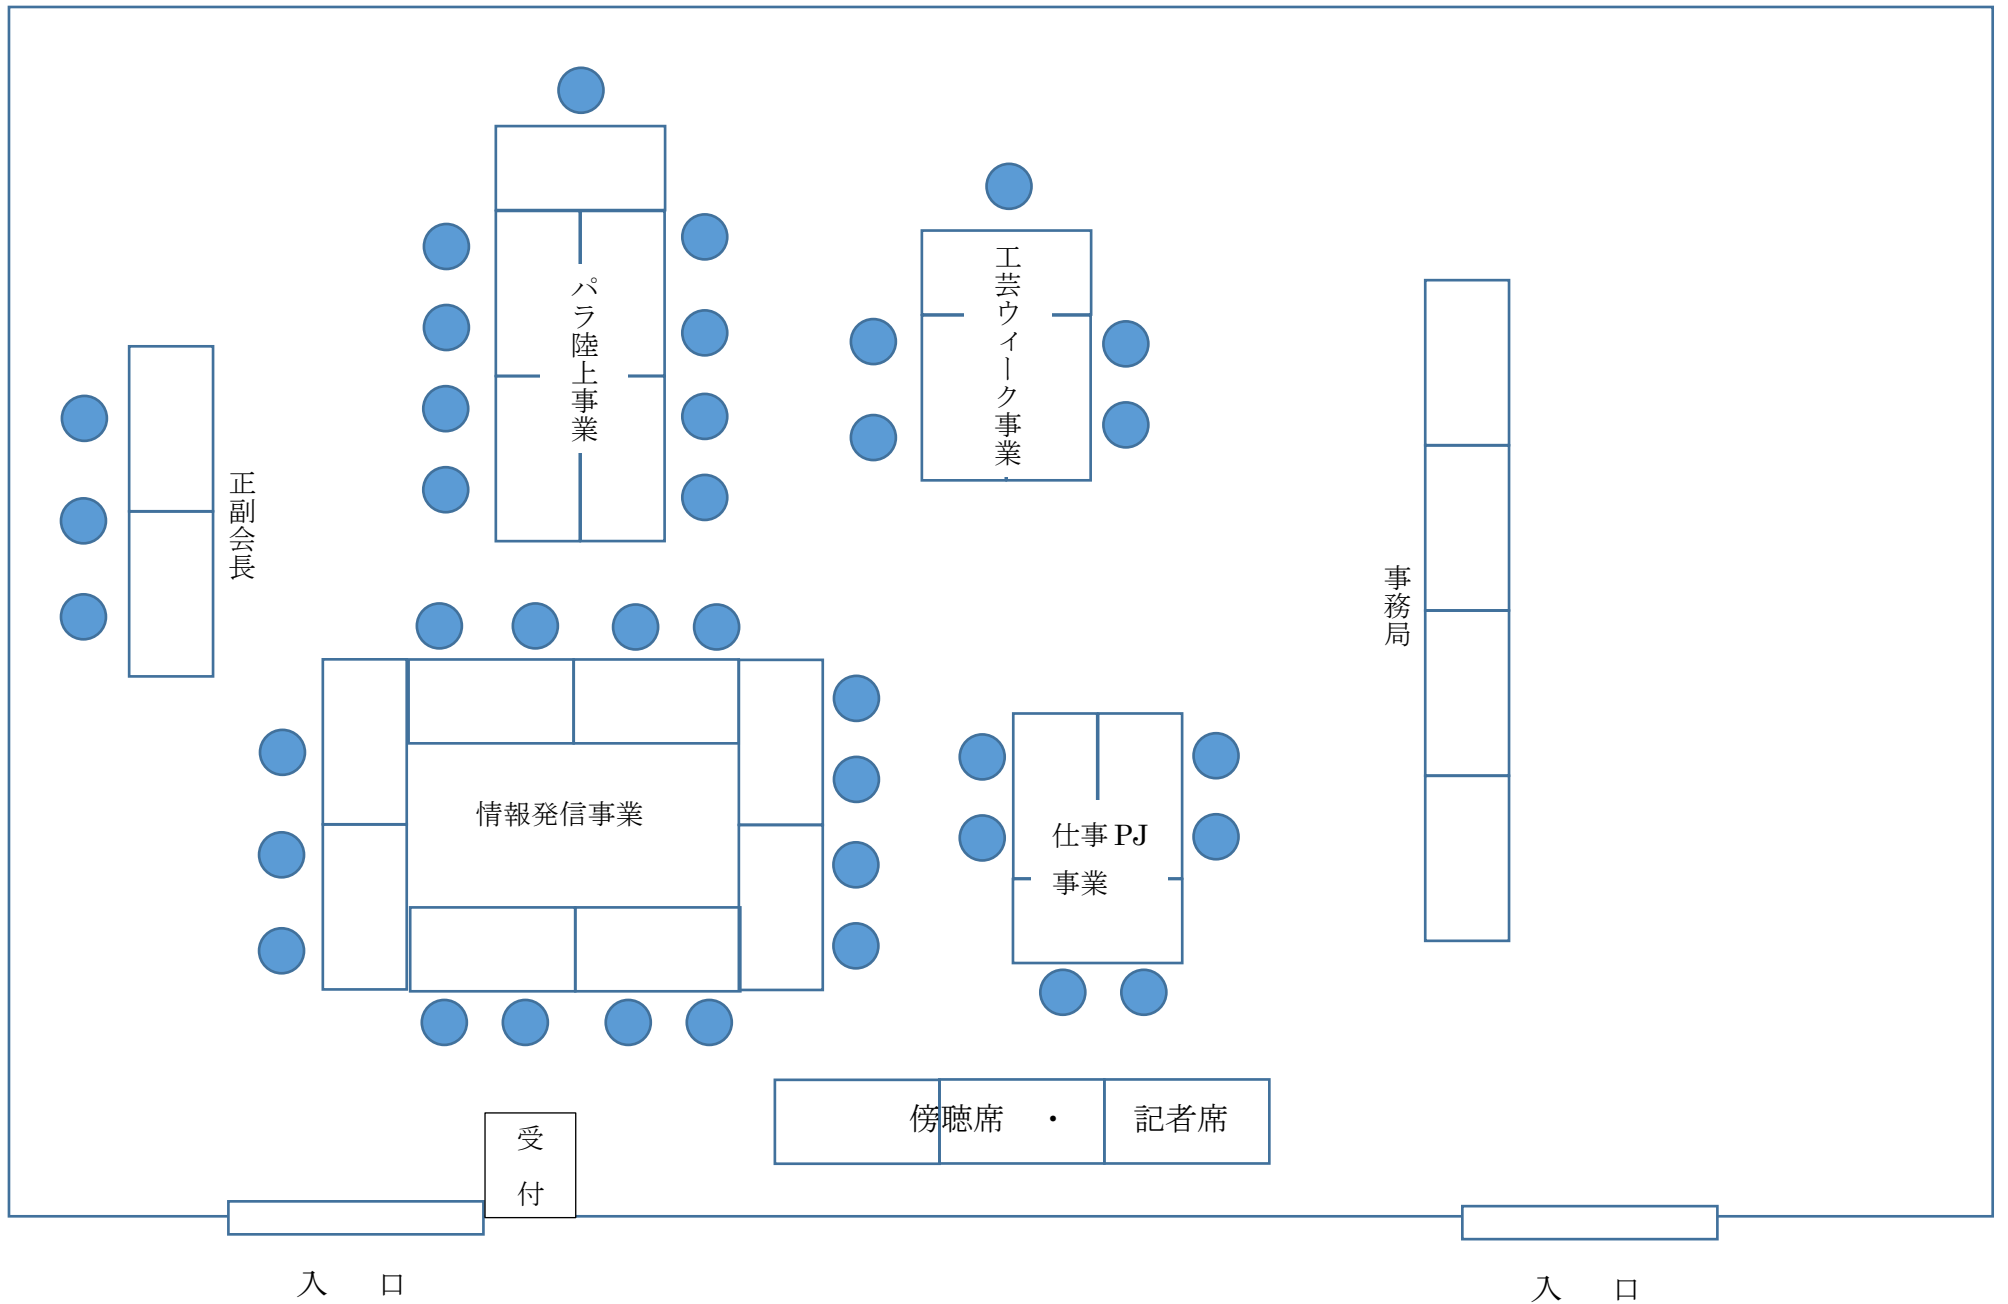 パラ陸上事業
工芸ウィーク事業
正副会長
事務局
情報発信事業
仕事PJ
事業
傍聴席 ・ 記者席
受
付
入 口
入 口